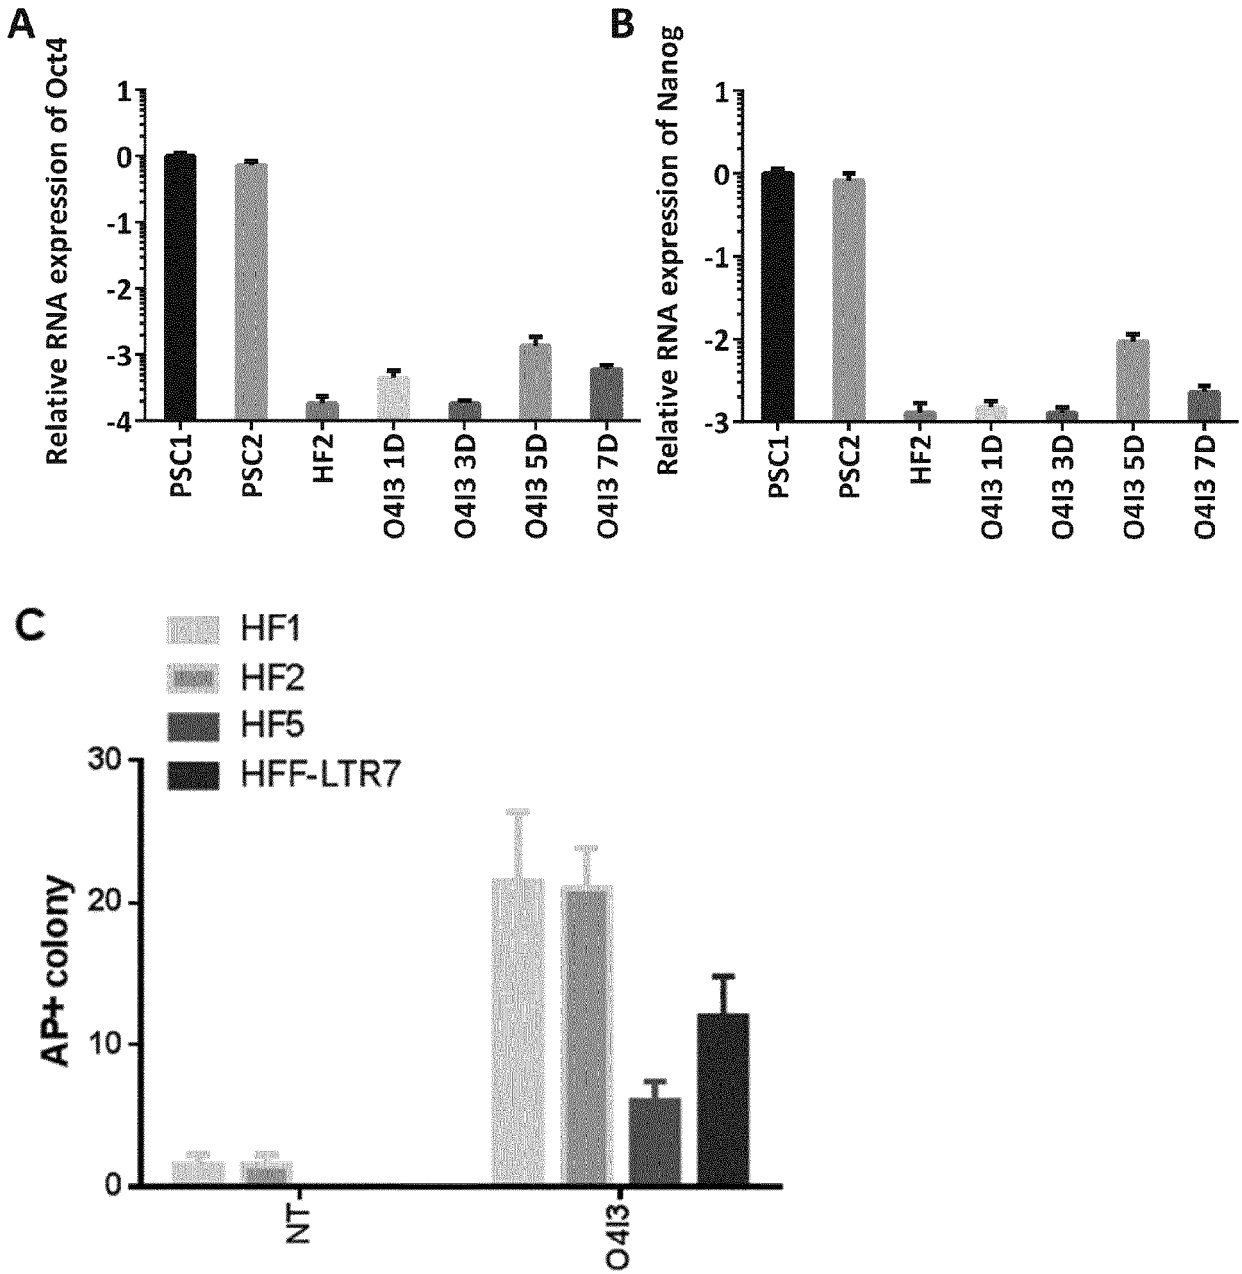 A
Relative RNA expression of Oct4
1
0
-1
-2
-3
-4
PSC1
PSC2
HF2
O4I3 1D
O4I3 3D
O4I3 5D
O4I3 7D
B
Relative RNA expression of Nanog
1
0
-1
-2
-3
PSC1
PSC2
HF2
O4I3 1D
O4I3 3D
O4I3 5D
O4I3 7D
C
HF1
HF2
HF5
HFF-LTR7
AP+ colony
30
20
10
0
NT
O4I3